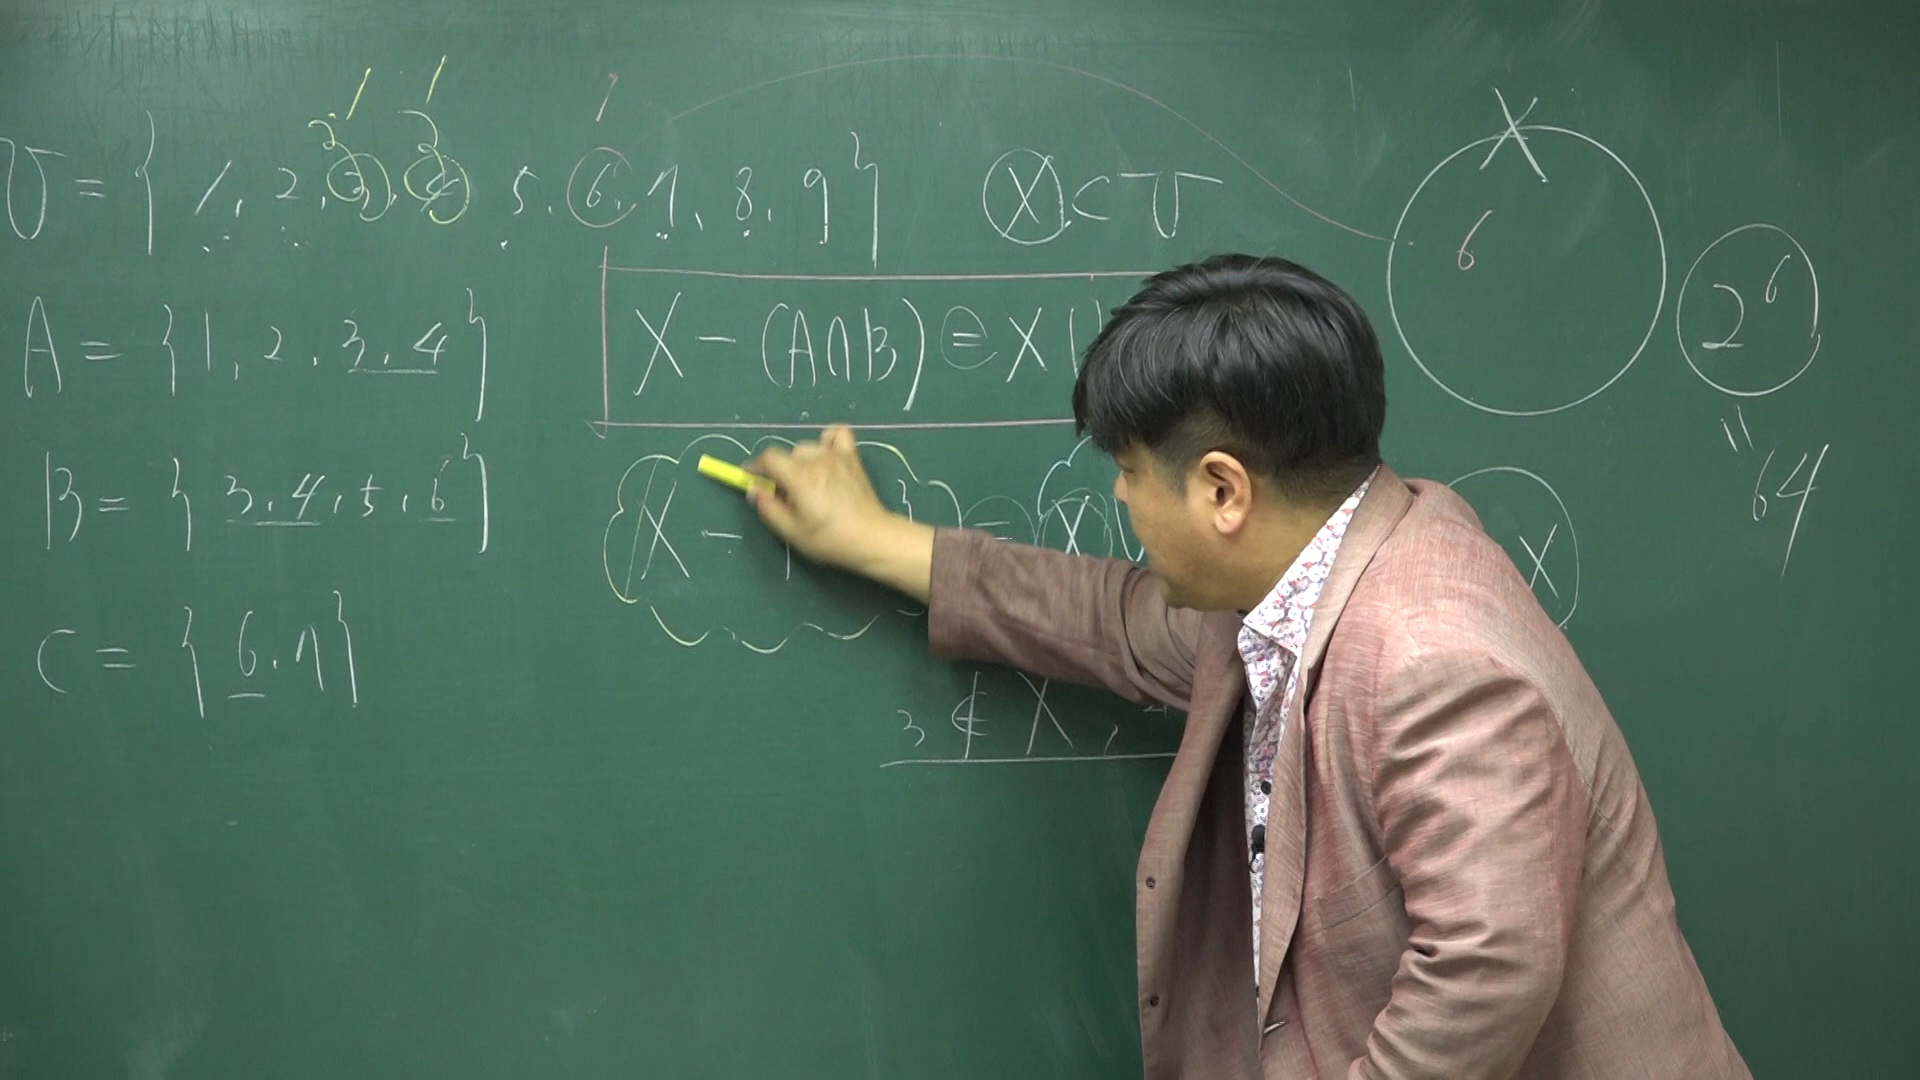 U = { 1, 2, 3, 4, 5, 6, 7, 8, 9 } X ⊂ U
A = { 1, 2, 3, 4 }
X − (A∩B) = X
B = { 3, 4, 5, 6 }
X − { } = X
C = { 6, 7 }
3 ∉ X,
X
6
2⁶
=
64
X